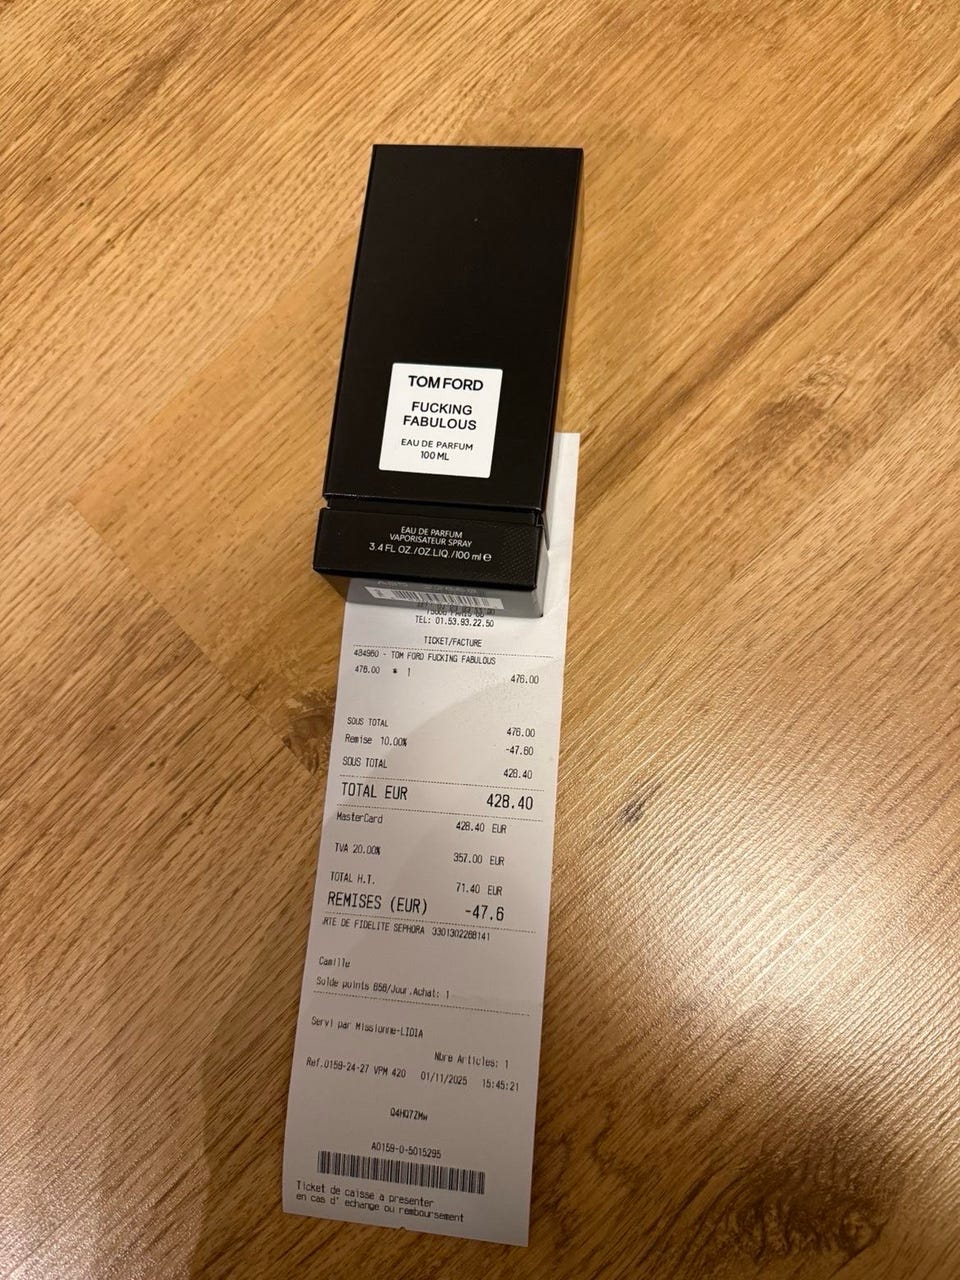 TOM FORD
FUCKING
FABULOUS
EAU DE PARFUM
100 ML
EAU DE PARFUM
VAPORISATEUR SPRAY
3.4 FL OZ./OZ.LIQ./100 ml e
TEL: 01.53.93.22.50
TICKET/FACTURE
484960 - TOM FORD FUCKING FABULOUS
476.00 * 1 476.00
SOUS TOTAL 476.00
Remise 10.00% -47.60
SOUS TOTAL 428.40
TOTAL EUR 428.40
MasterCard 428.40 EUR
TVA 20.00% 357.00 EUR
TOTAL H.T. 71.40 EUR
REMISES (EUR) -47.6
RTE DE FIDELITE SEPHORA 3301302268141
Camille
Solde points 656/Jour.Achat: 1
Servi par Missionne-LIDIA
Nbre Articles: 1
Ref.0159-24-27 VPM 420 01/11/2025 15:45:21
Q4HQ7ZMw
A0159-0-5015295
Ticket de caisse a presenter
en cas d' echange ou remboursement